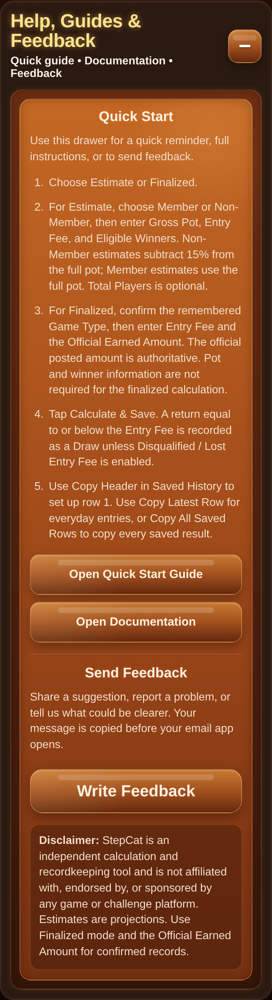 Help, Guides &
Feedback
Quick guide • Documentation •
Feedback
Quick Start
Use this drawer for a quick reminder, full
instructions, or to send feedback.
1. Choose Estimate or Finalized.
2. For Estimate, choose Member or Non-
Member, then enter Gross Pot, Entry
Fee, and Eligible Winners. Non-
Member estimates subtract 15% from
the full pot; Member estimates use the
full pot. Total Players is optional.
3. For Finalized, confirm the remembered
Game Type, then enter Entry Fee and
the Official Earned Amount. The official
posted amount is authoritative. Pot
and winner information are not
required for the finalized calculation.
4. Tap Calculate & Save. A return equal
to or below the Entry Fee is recorded
as a Draw unless Disqualified / Lost
Entry Fee is enabled.
5. Use Copy Header in Saved History to
set up row 1. Use Copy Latest Row for
everyday entries, or Copy All Saved
Rows to copy every saved result.
Open Quick Start Guide
Open Documentation
Send Feedback
Share a suggestion, report a problem, or
tell us what could be clearer. Your
message is copied before your email app
opens.
Write Feedback
Disclaimer: StepCat is an
independent calculation and
recordkeeping tool and is not affiliated
with, endorsed by, or sponsored by
any game or challenge platform.
Estimates are projections. Use
Finalized mode and the Official Earned
Amount for confirmed records.